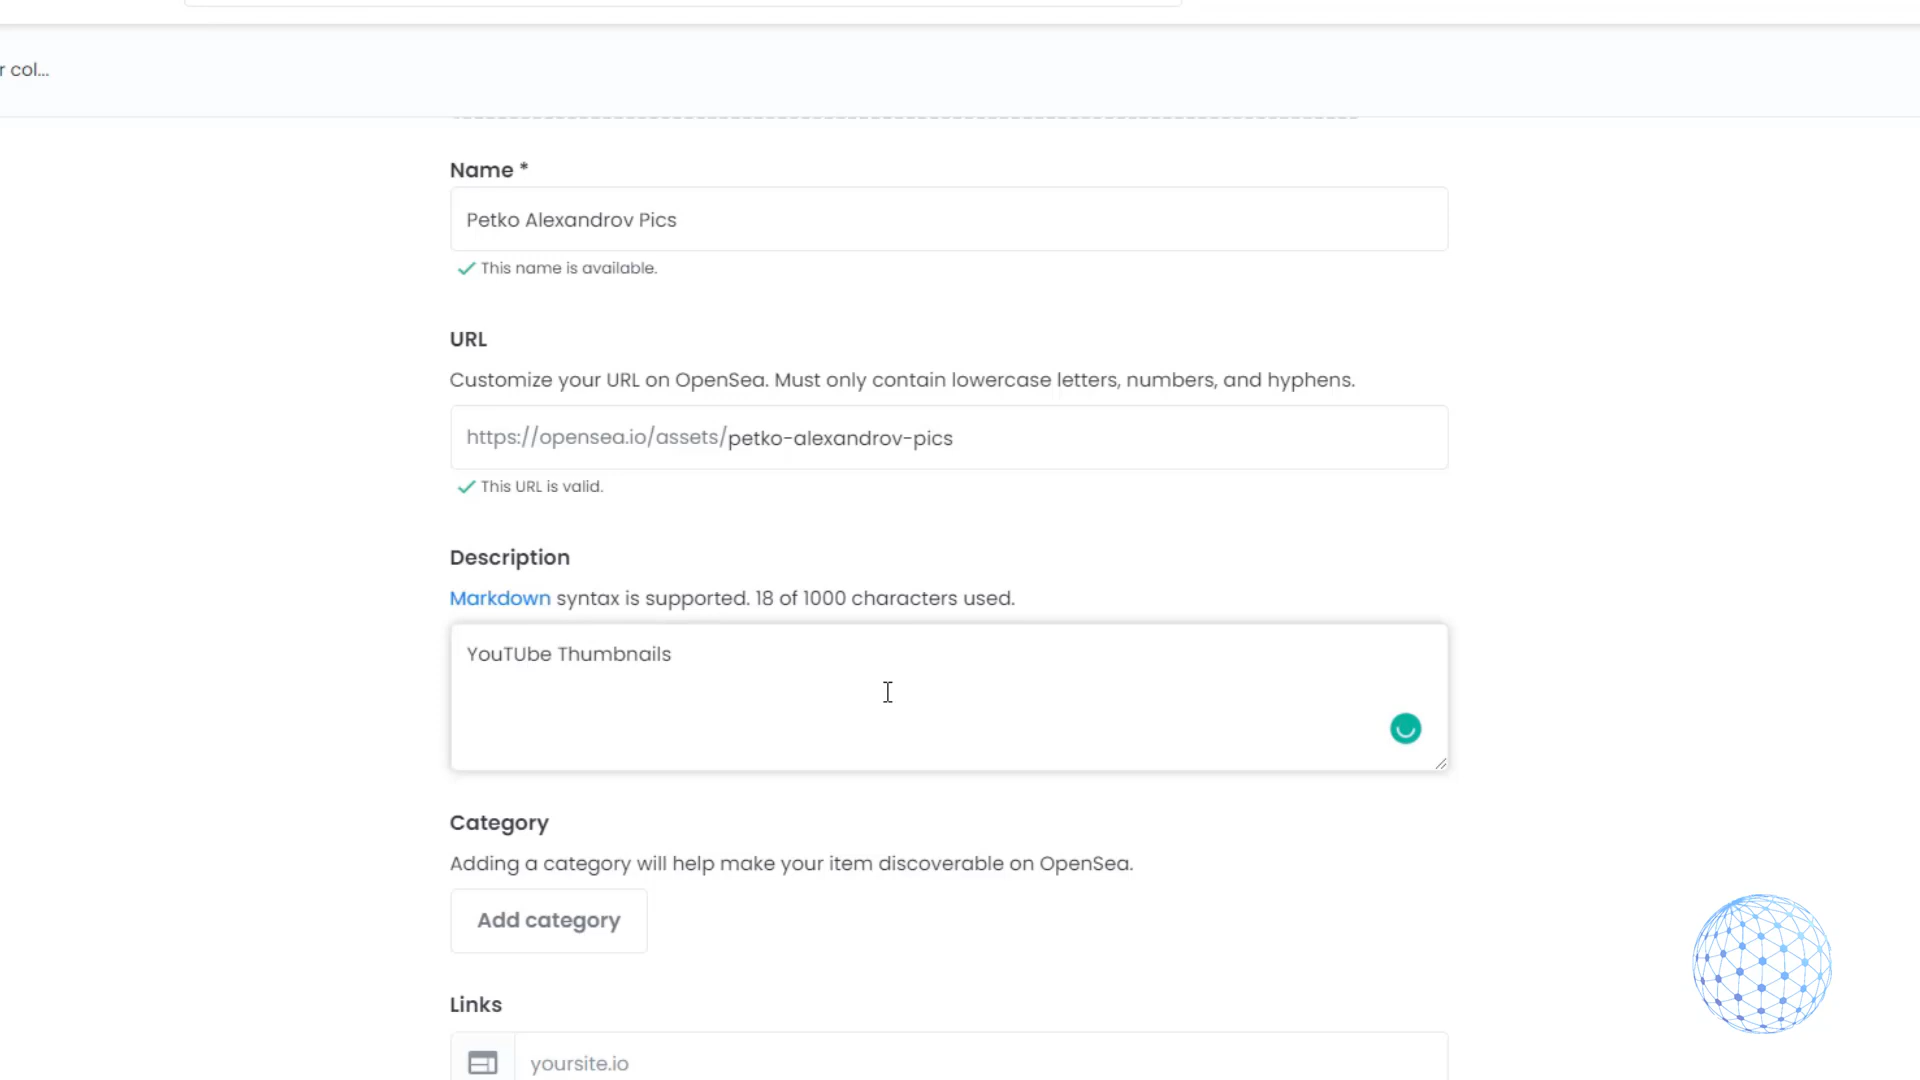 r col...
Name *
Petko Alexandrov Pics
This name is available.
URL
Customize your URL on OpenSea. Must only contain lowercase letters, numbers, and hyphens.
https://opensea.io/assets/petko-alexandrov-pics
This URL is valid.
Description
Markdown syntax is supported. 18 of 1000 characters used.
YouTUbe Thumbnails
Category
Adding a category will help make your item discoverable on OpenSea.
Add category
Links
yoursite.io